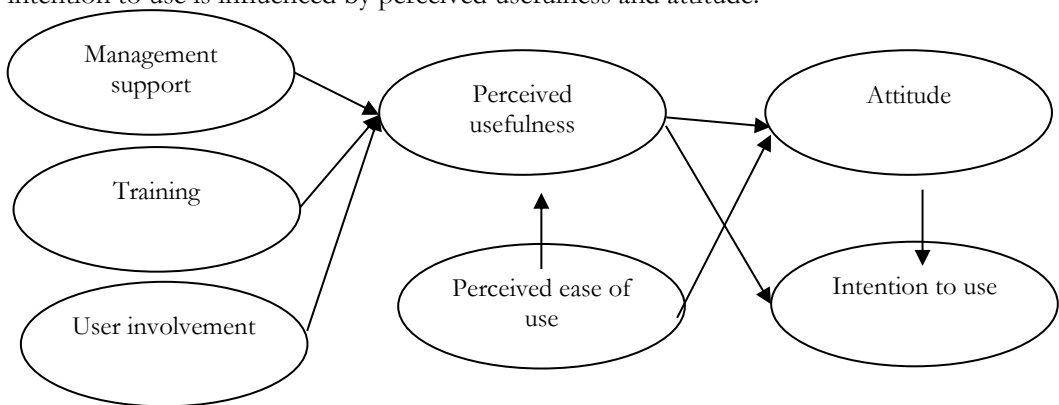 intention to use is influenced by perceived usefulness and attitude.
Management
support
Training
User involvement
Perceived
usefulness
Perceived ease of
use
Attitude
Intention to use